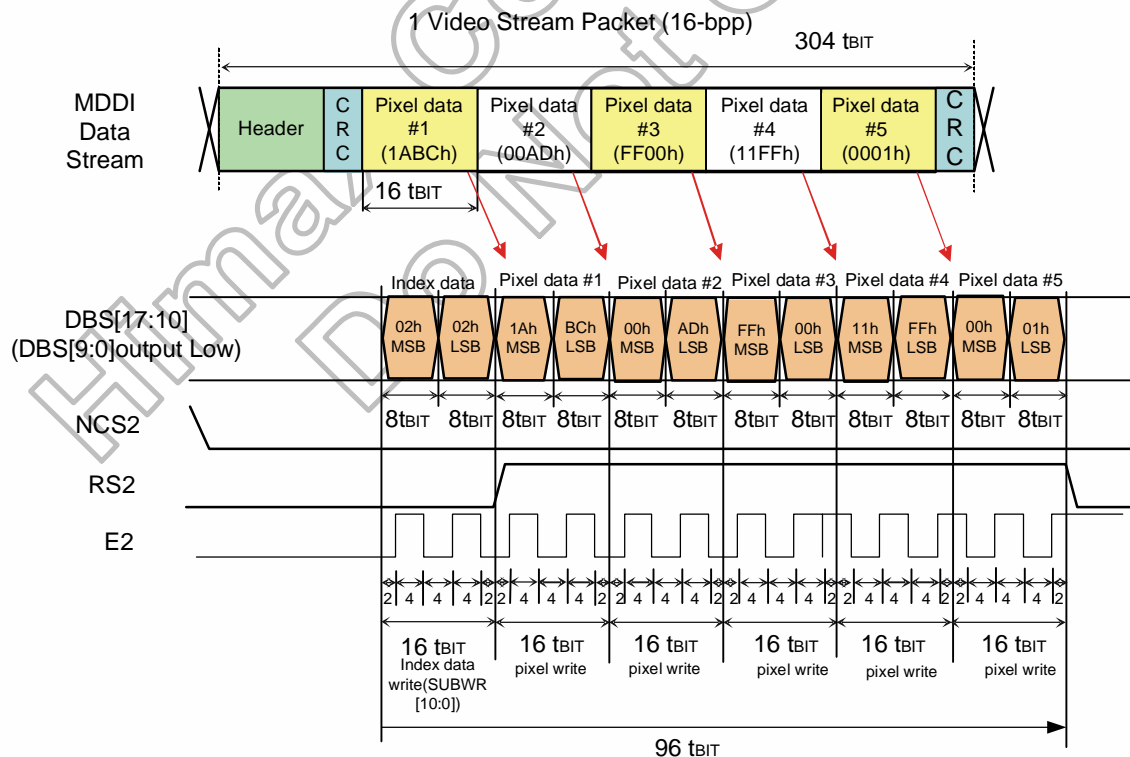 1 Video Stream Packet (16-bpp)
304 tBIT
MDDI
Data
Stream
Header
C
R
C
Pixel data
#1
(1ABCh)
Pixel data
#2
(00ADh)
Pixel data
#3
(FF00h)
Pixel data
#4
(11FFh)
Pixel data
#5
(0001h)
C
R
C
16 tBIT
Index data
Pixel data #1
Pixel data #2
Pixel data #3
Pixel data #4
Pixel data #5
DBS[17:10]
(DBS[9:0]output Low)
02h
MSB
02h
LSB
1Ah
MSB
BCh
LSB
00h
MSB
ADh
LSB
FFh
MSB
00h
LSB
11h
MSB
FFh
LSB
00h
MSB
01h
LSB
8tBIT 8tBIT 8tBIT 8tBIT 8tBIT 8tBIT 8tBIT 8tBIT 8tBIT 8tBIT 8tBIT 8tBIT
NCS2
RS2
E2
2 4 4 4 2 2 4 4 4 2 2 4 4 4 2 2 4 4 4 2 2 4 4 4 2 2 4 4 4 2
16 tBIT
Index data
write(SUBWR
[10:0])
16 tBIT
pixel write
16 tBIT
pixel write
16 tBIT
pixel write
16 tBIT
pixel write
16 tBIT
pixel write
96 tBIT
Himax Co
Do Not